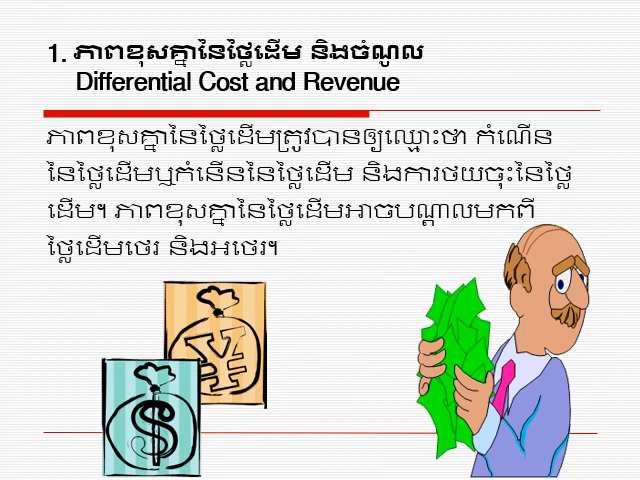 1. ភាពខុសគ្នានៃថ្លៃដើម និងចំណូល
Differential Cost and Revenue
ភាពខុសគ្នានៃថ្លៃដើមត្រូវបានឲ្យឈ្មោះថា កំណើន
នៃថ្លៃដើមឬកំនើននៃថ្លៃដើម និងការថយចុះនៃថ្លៃ
ដើម។ ភាពខុសគ្នានៃថ្លៃដើមអាចបណ្តាលមកពី
ថ្លៃដើមថេរ និងអថេរ។
¥
$